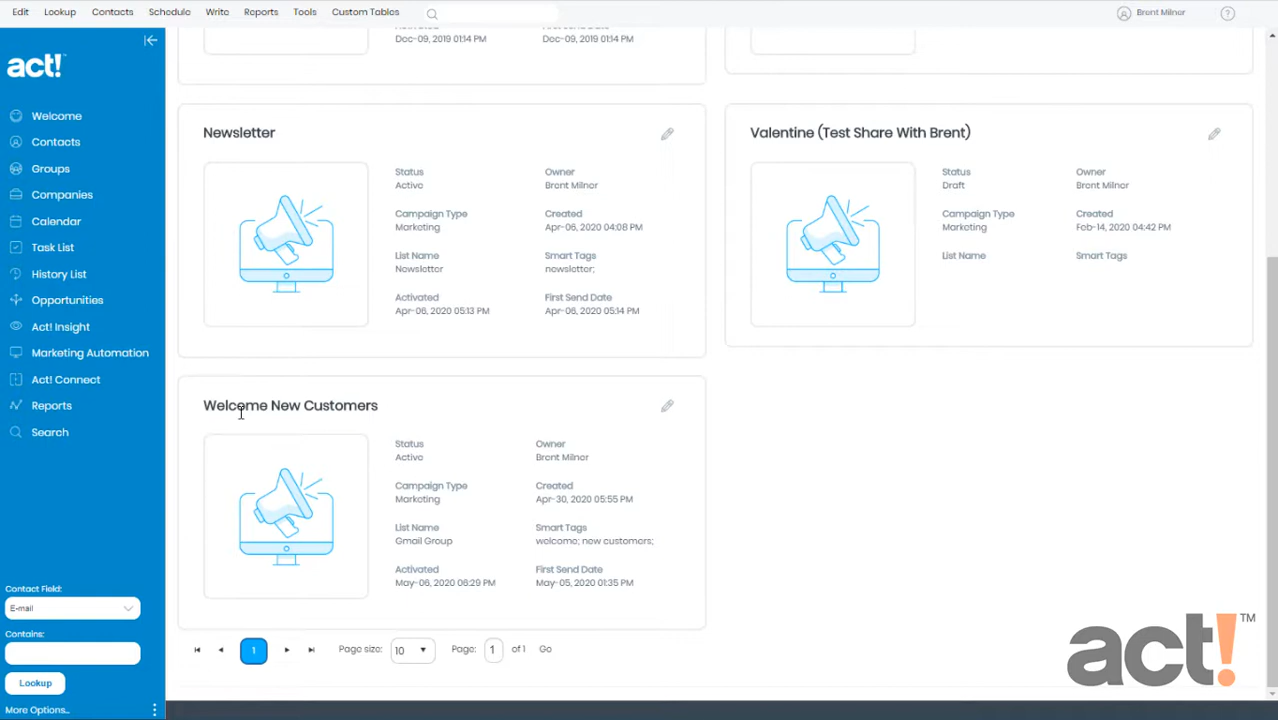 Edit Lookup Contacts Schedule Write Reports Tools Custom Tables Brent Milnor ?
act!
Welcome
Contacts
Groups
Companies
Calendar
Task List
History List
Opportunities
Act! Insight
Marketing Automation
Act! Connect
Reports
Search
Contact Field:
E-mail
Contains:
Lookup
More Options...
Dec-09, 2019 01:14 PM Dec-09, 2019 01:14 PM
Newsletter
Status Owner
Active Brent Milnor
Campaign Type Created
Marketing Apr-06, 2020 04:08 PM
List Name Smart Tags
Newsletter newsletter;
Activated First Send Date
Apr-06, 2020 05:13 PM Apr-06, 2020 05:14 PM
Valentine (Test Share With Brent)
Status Owner
Draft Brent Milnor
Campaign Type Created
Marketing Feb-14, 2020 04:42 PM
List Name Smart Tags
Welcome New Customers
Status Owner
Active Brent Milnor
Campaign Type Created
Marketing Apr-30, 2020 05:55 PM
List Name Smart Tags
Gmail Group welcome; new customers;
Activated First Send Date
May-06, 2020 06:29 PM May-05, 2020 01:35 PM
1 Page size: 10 Page: 1 of 1 Go
act!™